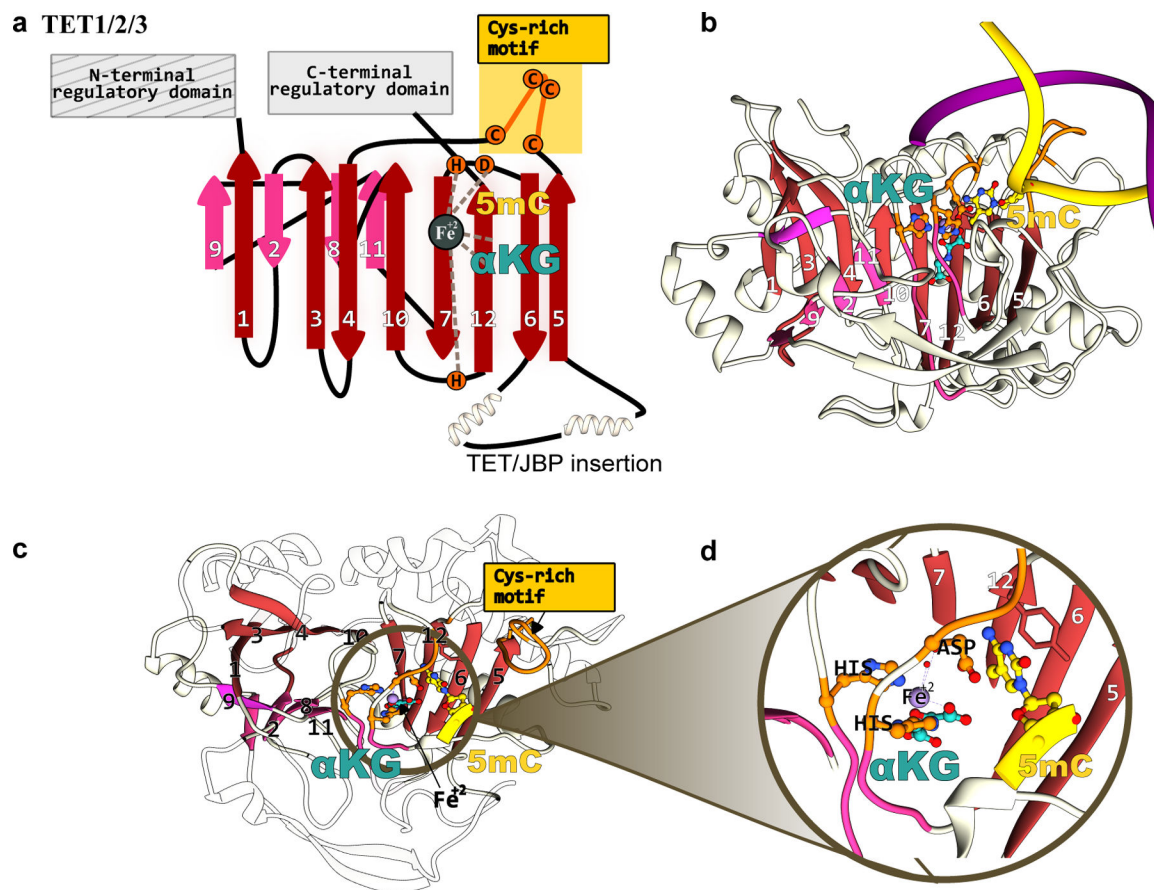 a TET1/2/3
Cys-rich
motif
N-terminal
regulatory domain
C-terminal
regulatory domain
C
C
C
C
H
D
5mC
Fe+2
αKG
9
2
8
11
1
3
4
10
7
12
6
5
H
TET/JBP insertion
b
αKG
5mC
1
3
4
11
2
10
9
7
12
6
5
c
Cys-rich
motif
3
4
10
12
7
1
6
5
9
8
2
11
αKG
5mC
Fe+2
d
7
12
6
ASP
HIS
Fe2
5
HIS
αKG
5mC